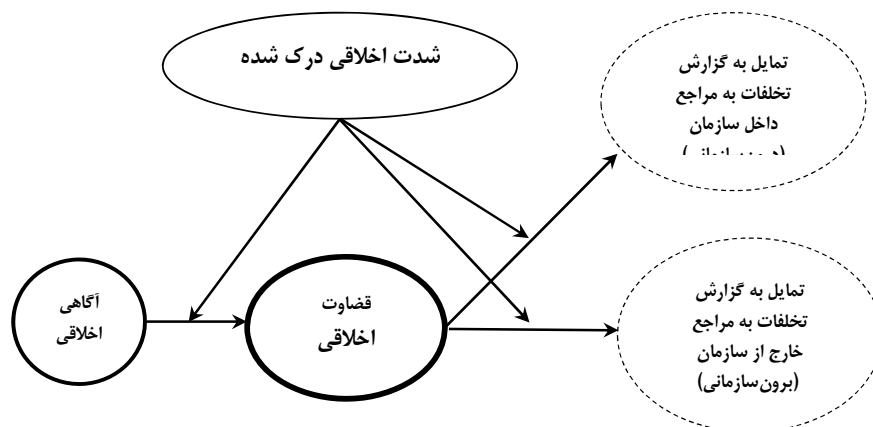 شدت اخلاقی درک شده
تمایل به گزارش
تخلفات به مراجع
داخل سازمان
آگاهی
اخلاقی
قضاوت
اخلاقی
تمایل به گزارش
تخلفات به مراجع
خارج از سازمان
(برون‌سازمانی)